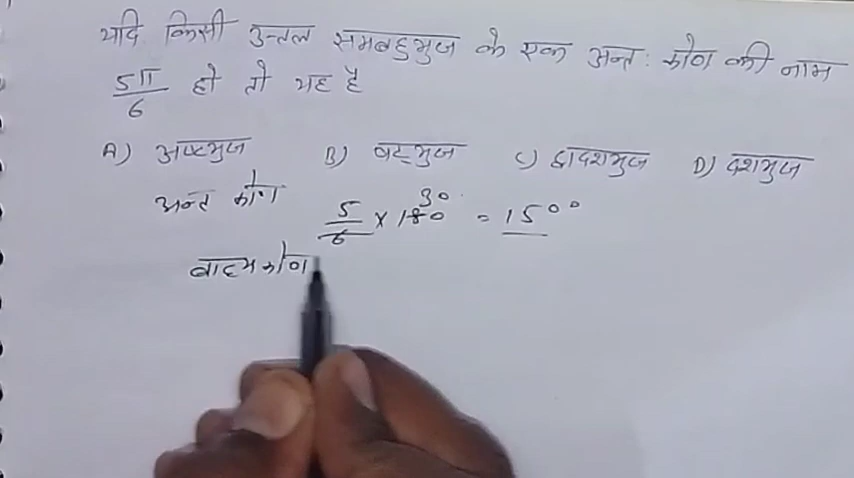 यदि किसी उत्तल समबहुभुज के एक अन्त: कोण की नाम
5π/6 हो तो यह है
A) अष्टभुज B) षट्भुज C) द्वादशभुज D) दशभुज
अन्त कोण 5/6 × 180 30 = 150°
बाह्य कोण